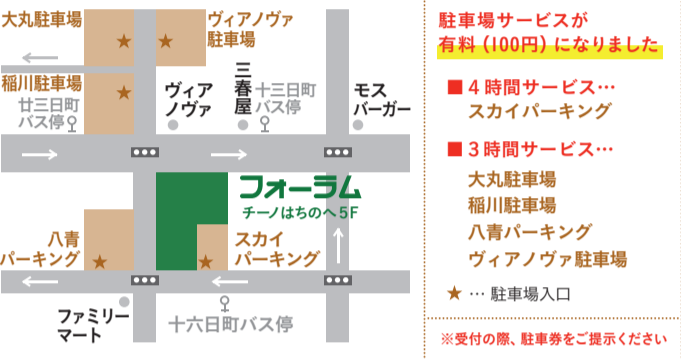 大丸駐車場
ヴィアノヴァ
駐車場
稲川駐車場
廿三日町
バス停
ヴィア
ノヴァ
三春屋
十三日町
バス停
モス
バーガー
フォーラム
チーノはちのへ5F
八青
パーキング
スカイ
パーキング
ファミリー
マート
十六日町バス停
駐車場サービスが
有料（100円）になりました
■4時間サービス…
スカイパーキング
■3時間サービス…
大丸駐車場
稲川駐車場
八青パーキング
ヴィアノヴァ駐車場
★ … 駐車場入口
※受付の際、駐車券をご提示ください